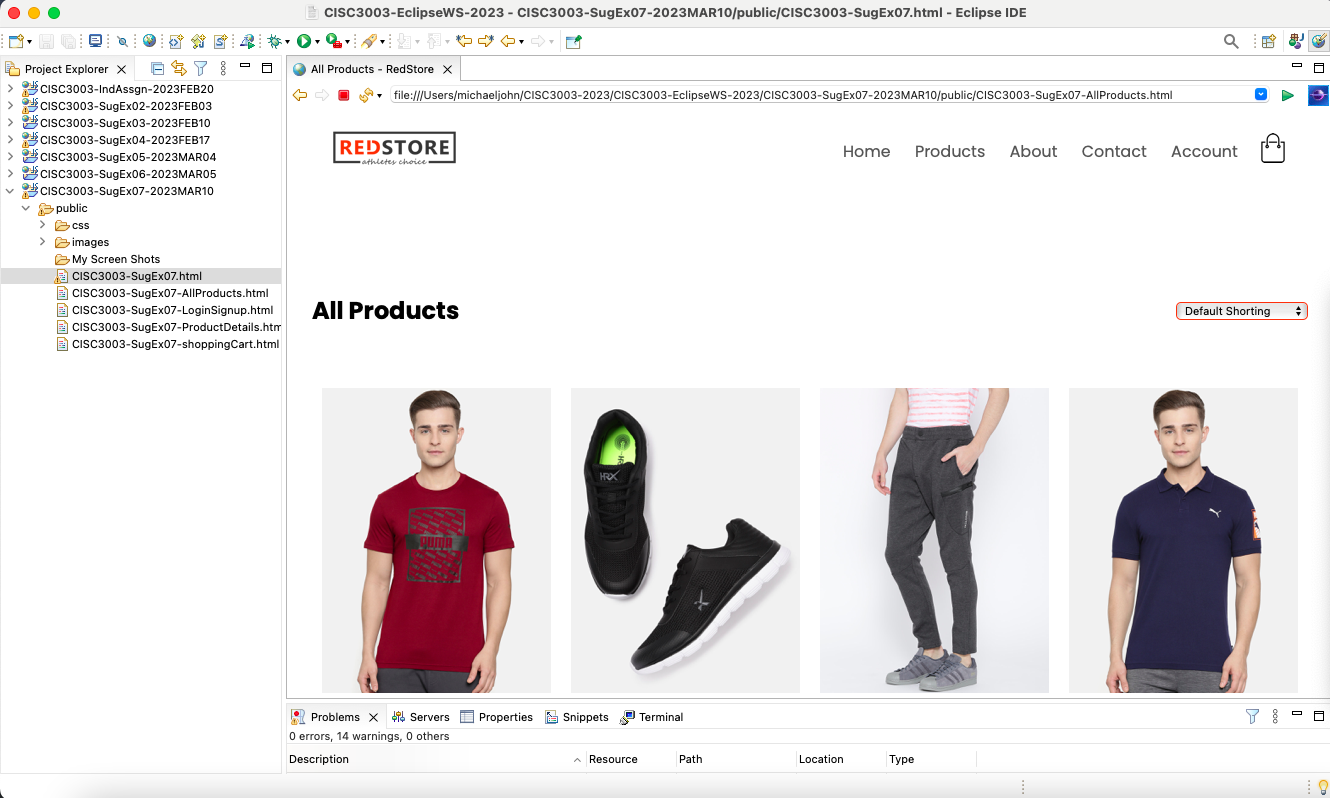 CISC3003-EclipseWS-2023 - CISC3003-SugEx07-2023MAR10/public/CISC3003-SugEx07.html - Eclipse IDE
Project Explorer
CISC3003-IndAssgn-2023FEB20
CISC3003-SugEx02-2023FEB03
CISC3003-SugEx03-2023FEB10
CISC3003-SugEx04-2023FEB17
CISC3003-SugEx05-2023MAR04
CISC3003-SugEx06-2023MAR05
CISC3003-SugEx07-2023MAR10
public
css
images
My Screen Shots
CISC3003-SugEx07.html
CISC3003-SugEx07-AllProducts.html
CISC3003-SugEx07-LoginSignup.html
CISC3003-SugEx07-ProductDetails.htm
CISC3003-SugEx07-shoppingCart.html
All Products - RedStore
file:///Users/michaeljohn/CISC3003-2023/CISC3003-EclipseWS-2023/CISC3003-SugEx07-2023MAR10/public/CISC3003-SugEx07-AllProducts.html
REDSTORE
athletes choice
Home Products About Contact Account
All Products
Default Shorting
PUMA
HRX
Problems Servers Properties Snippets Terminal
0 errors, 14 warnings, 0 others
Description Resource Path Location Type